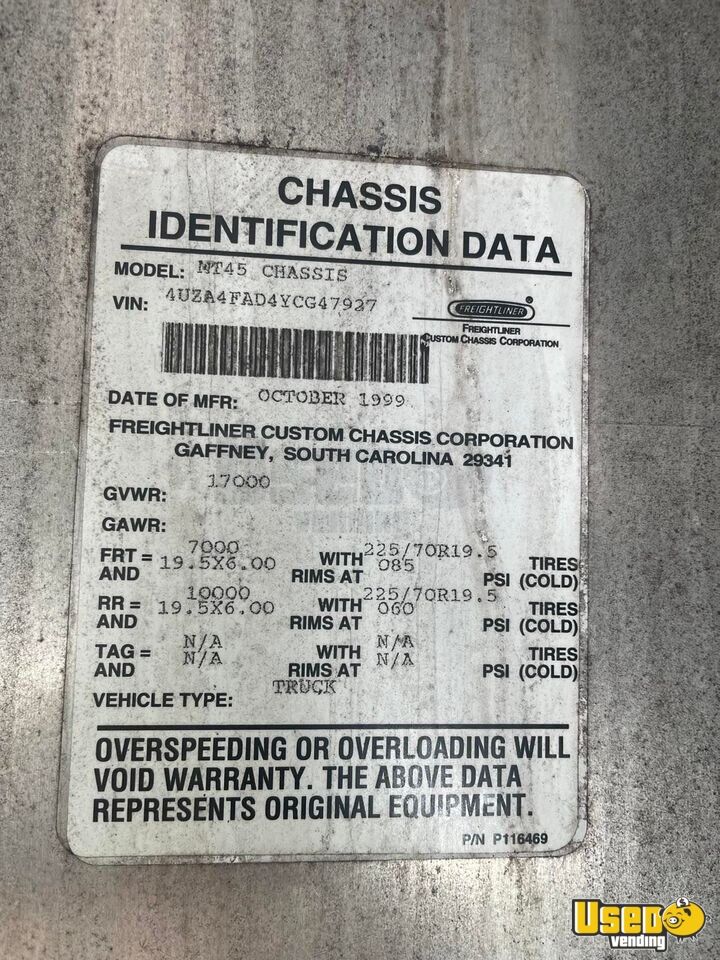 CHASSIS
IDENTIFICATION DATA
MODEL: MT45 CHASSIS
VIN: 4UZA4FAD4YCG47927
FREIGHTLINER
FREIGHTLINER
CUSTOM CHASSIS CORPORATION
DATE OF MFR: OCTOBER 1999
FREIGHTLINER CUSTOM CHASSIS CORPORATION
GAFFNEY, SOUTH CAROLINA 29341
GVWR: 17000
GAWR:
FRT = 7000 WITH 225/70R19.5 TIRES
AND 19.5X6.00 RIMS AT 085 PSI (COLD)
RR = 10000 WITH 225/70R19.5 TIRES
AND 19.5X6.00 RIMS AT 060 PSI (COLD)
TAG = N/A WITH N/A TIRES
AND N/A RIMS AT N/A PSI (COLD)
VEHICLE TYPE: TRUCK
OVERSPEEDING OR OVERLOADING WILL
VOID WARRANTY. THE ABOVE DATA
REPRESENTS ORIGINAL EQUIPMENT.
P/N P116469
Used
vending
.com